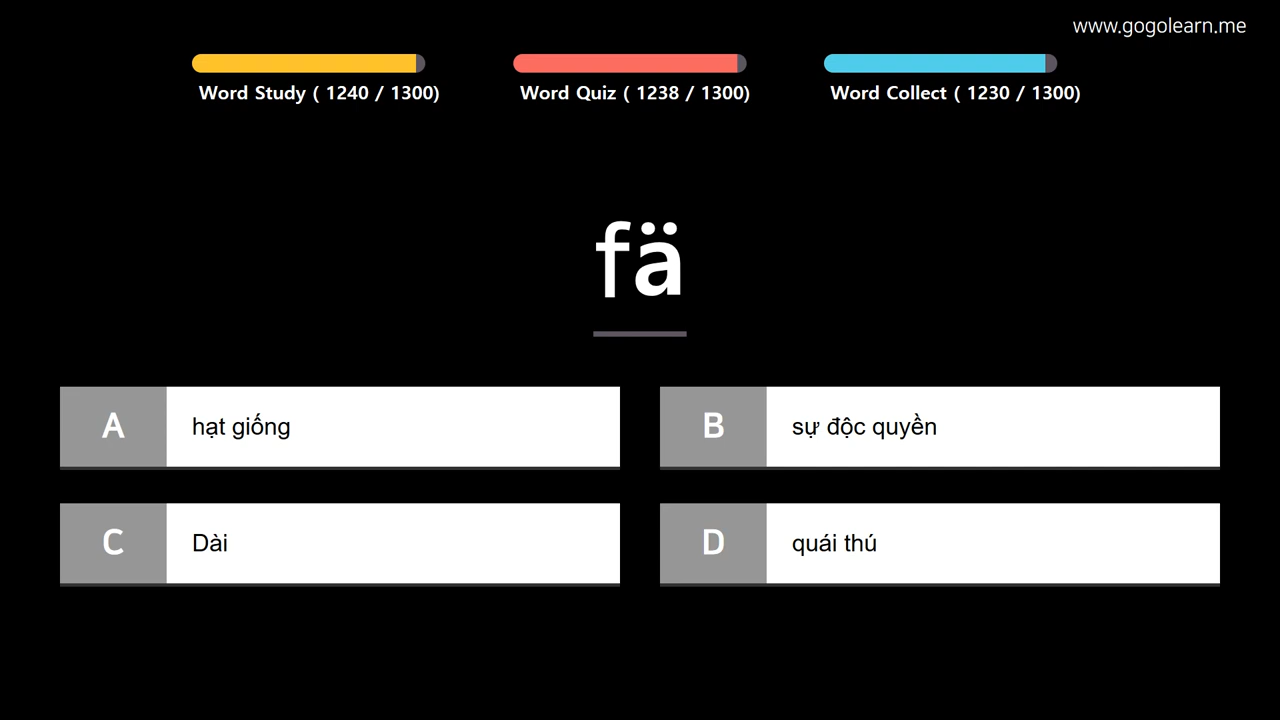 www.gogolearn.me
Word Study ( 1240 / 1300)
Word Quiz ( 1238 / 1300)
Word Collect ( 1230 / 1300)
fä
A hạt giống
B sự độc quyền
C Dài
D quái thú